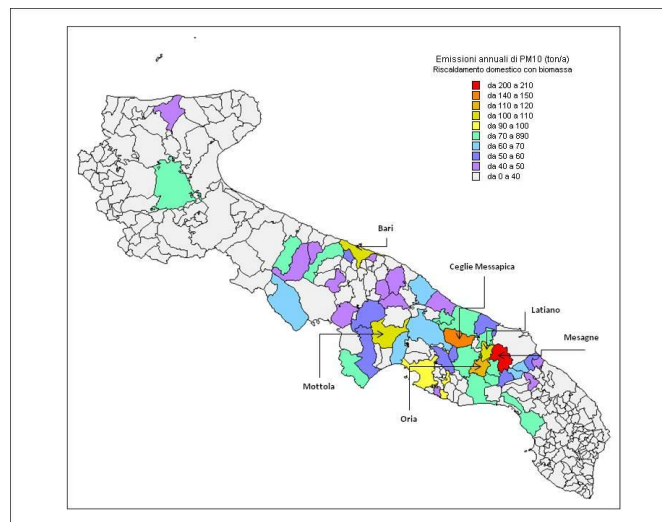 Emissioni annuali di PM10 (ton/a)
Riscaldamento domestico con biomassa
da 200 a 210
da 140 a 150
da 110 a 120
da 100 a 110
da 90 a 100
da 70 a 890
da 60 a 70
da 50 a 60
da 40 a 50
da 0 a 40
Bari
Ceglie Messapica
Latiano
Mesagne
Mottola
Oria